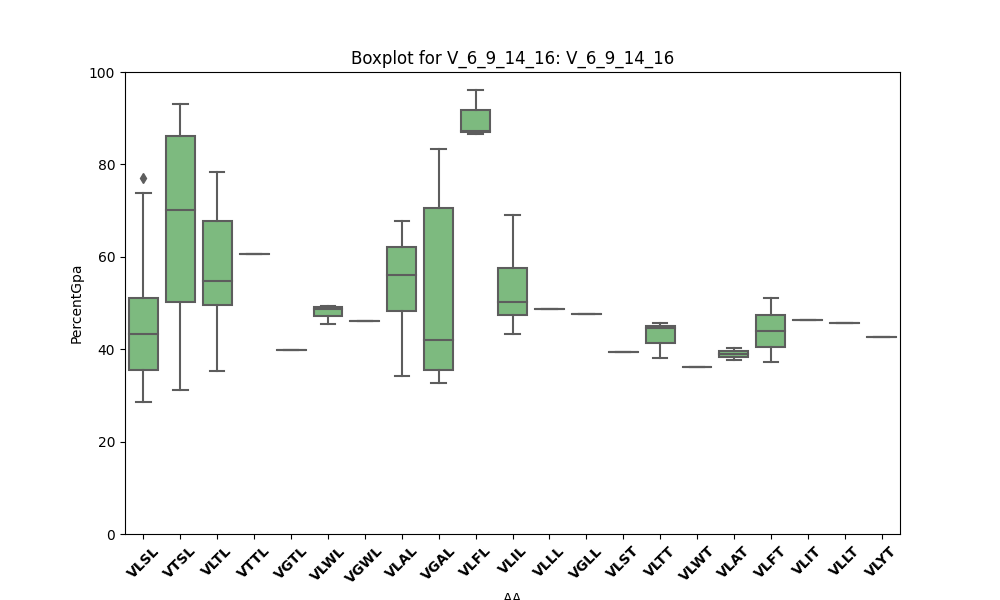 Boxplot for V_6_9_14_16: V_6_9_14_16
100
80
60
40
20
0
PercentGpa
VLSL VTSL VLTL VTTL VGTL VLWL VGWL VLAL VGAL VLFL VLIL VLLL VGLL VLST VLTT VLWT VLAT VLFT VLIT VLLT VLYT
AA